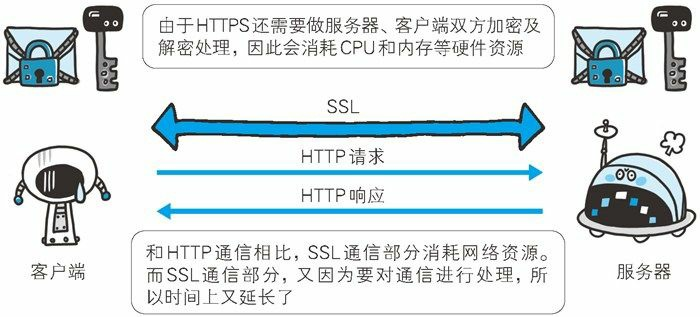 由于HTTPS还需要做服务器、客户端双方加密及
解密处理，因此会消耗CPU和内存等硬件资源
SSL
HTTP请求
HTTP响应
客户端
服务器
和HTTP通信相比，SSL通信部分消耗网络资源。
而SSL通信部分，又因为要对通信进行处理，所
以时间上又延长了